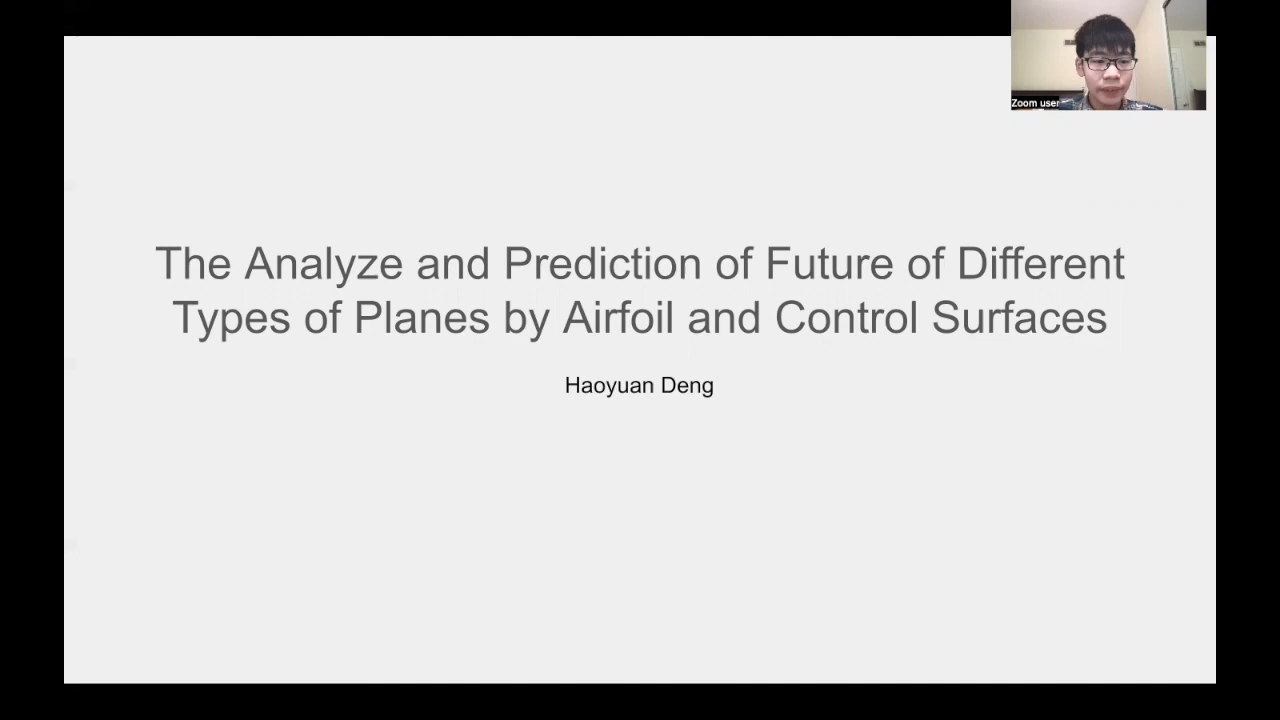 Zoom user
The Analyze and Prediction of Future of Different
Types of Planes by Airfoil and Control Surfaces
Haoyuan Deng